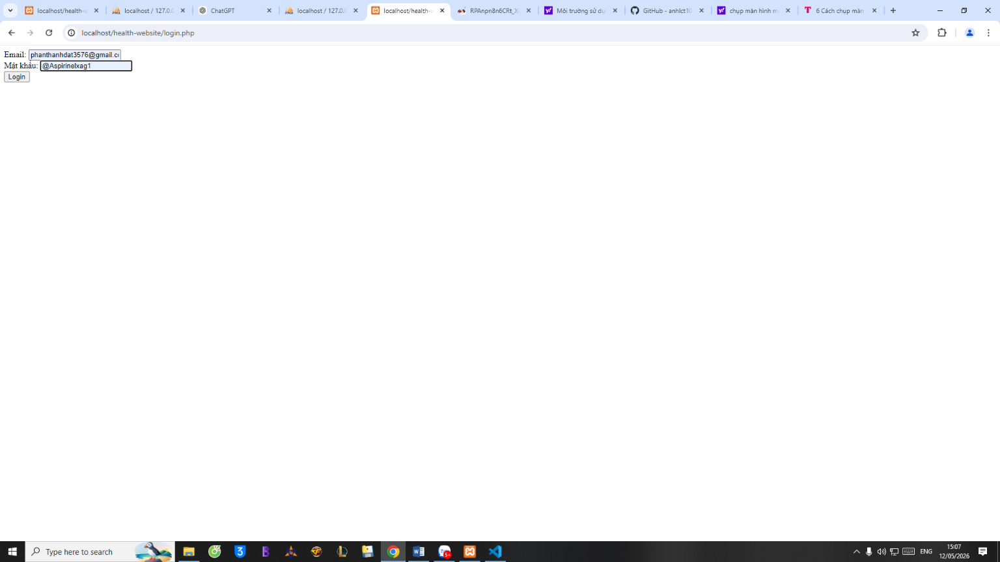 localhost/health-w
localhost / 127.0.0
ChatGPT
localhost / 127.0.0
localhost/health-w
RPAnpn8n6CRt_X
Môi trường sử dụ
GitHub - anhlct10
chụp màn hình m
6 Cách chụp màn
localhost/health-website/login.php
Email: phanthanhdat3576@gmail.c
Mật khẩu: @Aspirinelxag1
Login
Type here to search
Zalo
5+
ENG
15:07
12/05/2026